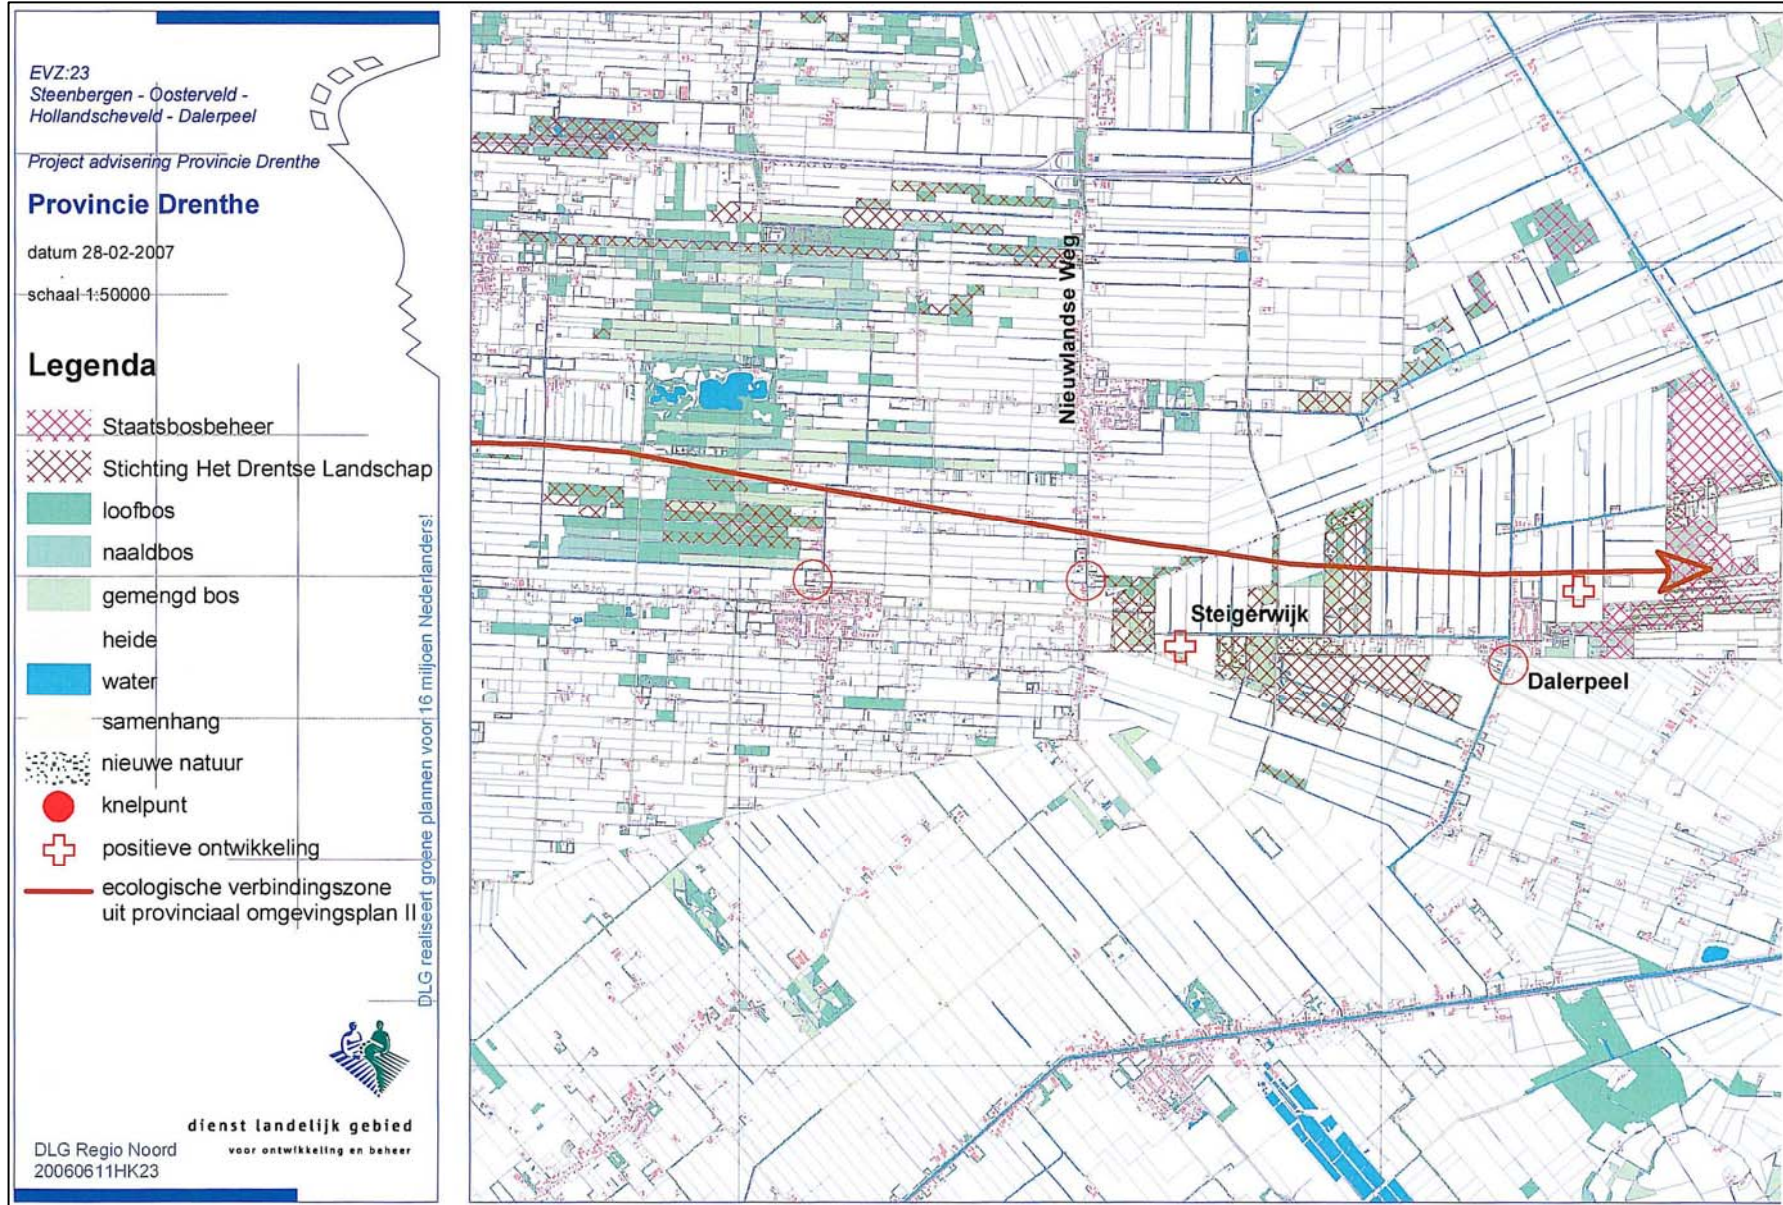 EVZ:23
Steenbergen - Oosterveld -
Hollandscheveld - Dalerpeel
Project advisering Provincie Drenthe
Provincie Drenthe
datum 28-02-2007
schaal 1:50000
Legenda
Staatsbosbeheer
Stichting Het Drentse Landschap
loofbos
naaldbos
gemengd bos
heide
water
samenhang
nieuwe natuur
knelpunt
positieve ontwikkeling
ecologische verbindingszone
uit provinciaal omgevingsplan II
DLG realiseert groene plannen voor 16 miljoen Nederlanders!
dienst landelijk gebied
voor ontwikkeling en beheer
DLG Regio Noord
20060611HK23
Nieuwlandse Weg
Steigerwijk
Dalerpeel